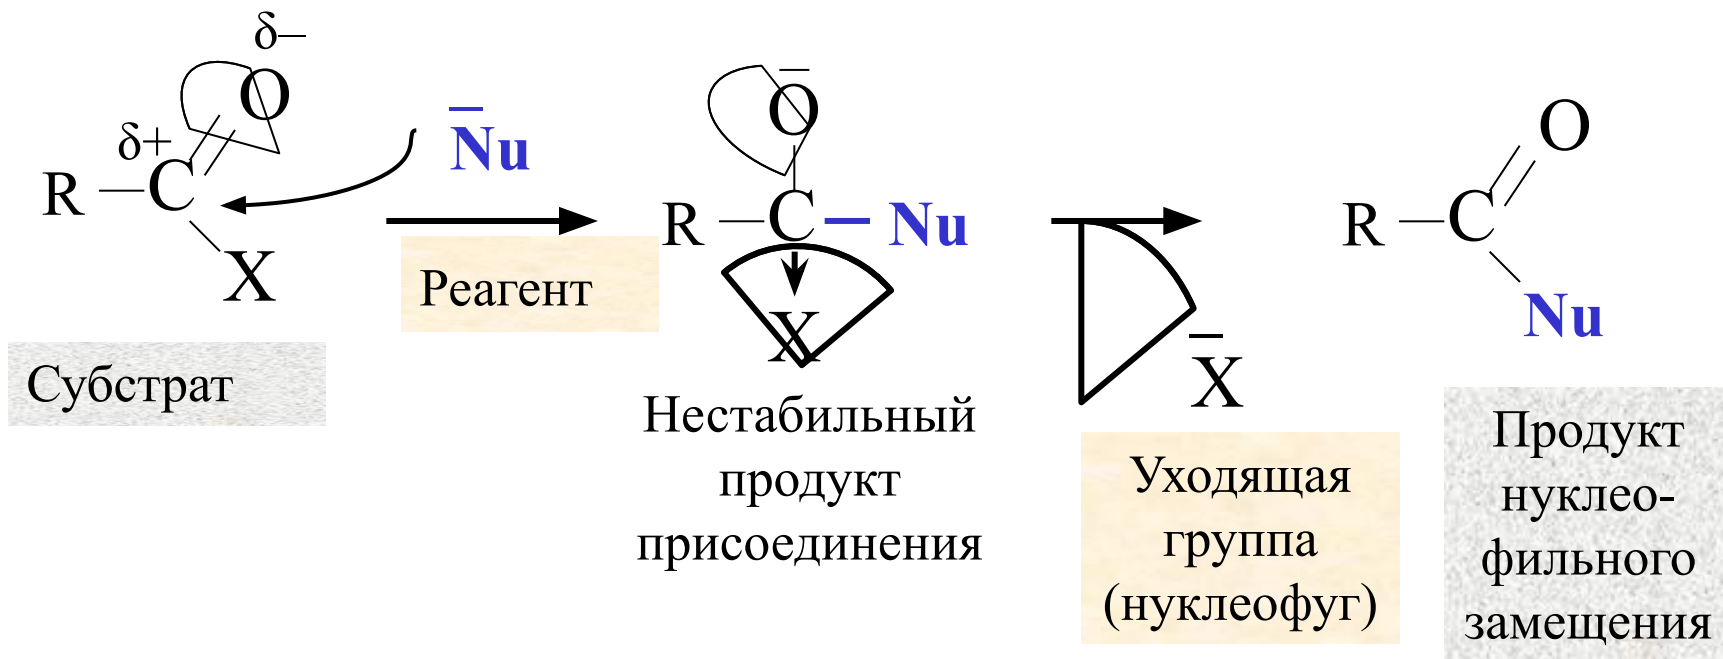 δ–
O
δ+
C
R
X
Nu
Реагент
Субстрат
O
R C Nu
X
Нестабильный
продукт
присоединения
X
Уходящая
группа
(нуклеофуг)
O
R C
Nu
Продукт
нуклео-
фильного
замещения